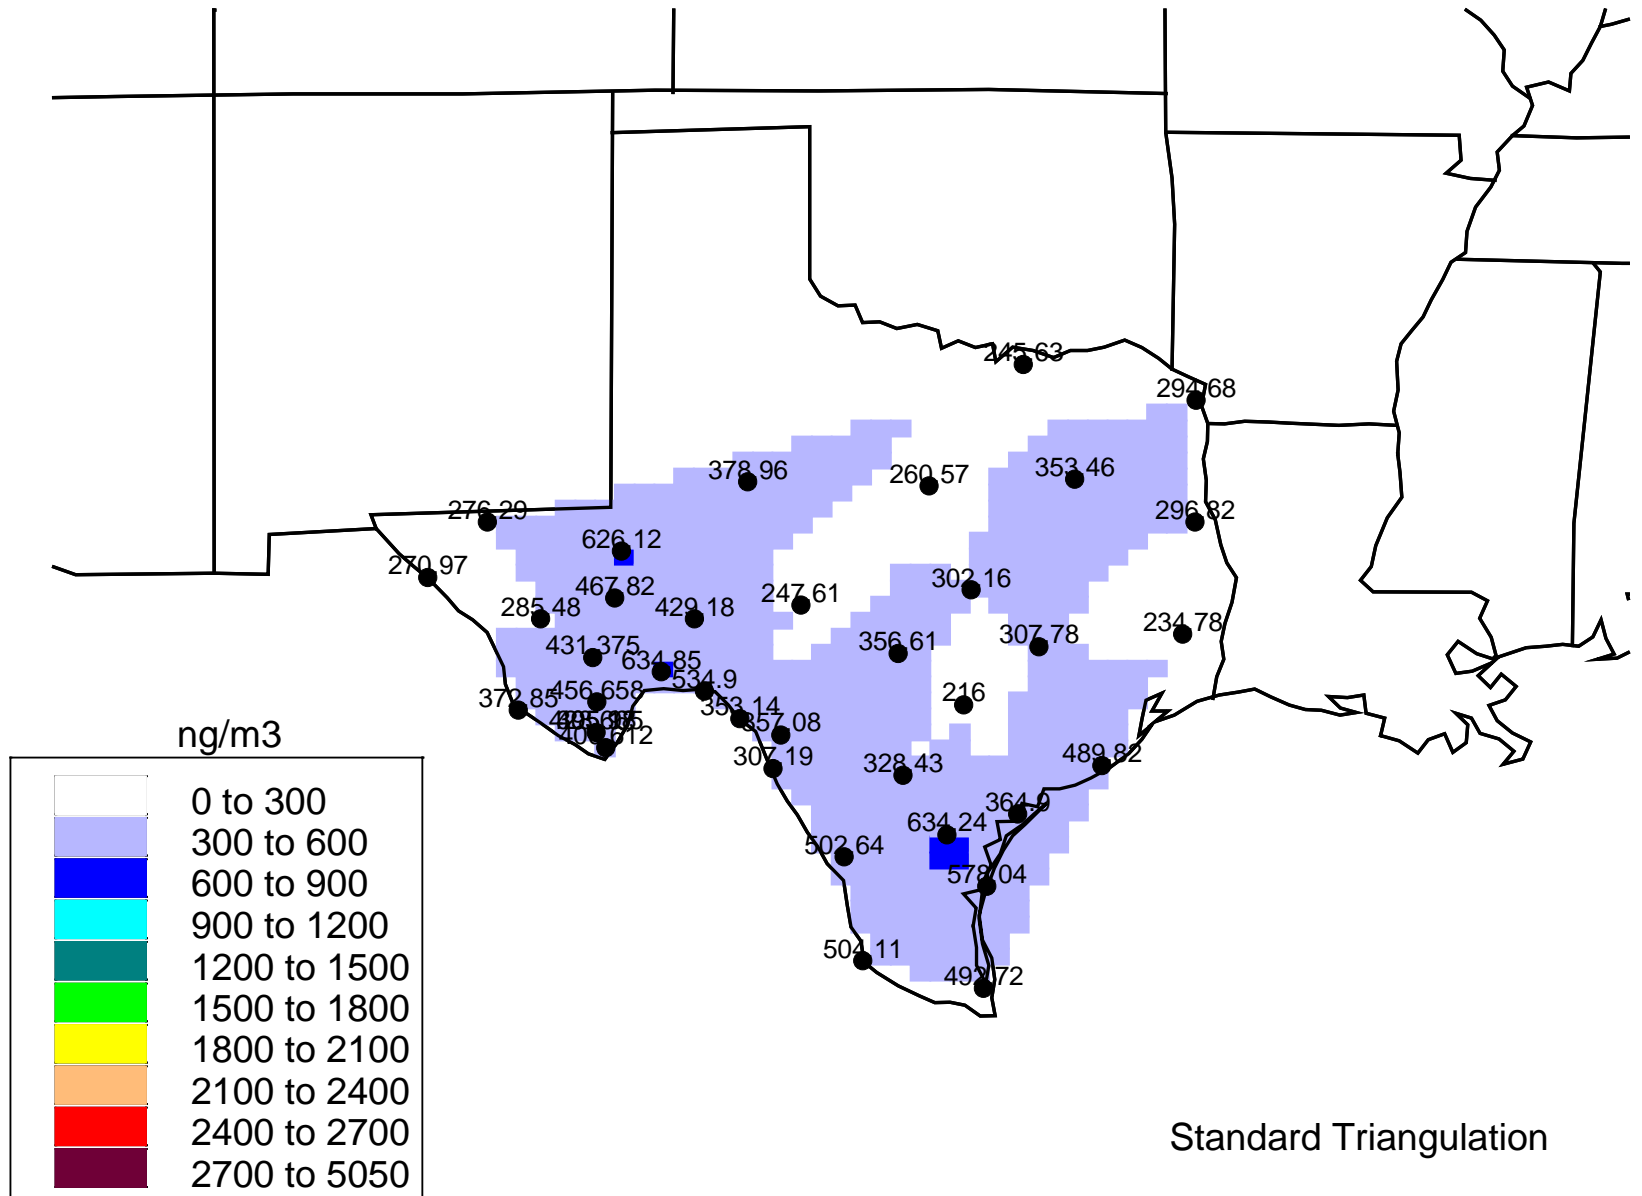 245.63
294.68
378.96
260.57
353.46
276.29
296.82
626.12
270.97
467.82
302.16
285.48
429.18
247.61
431.375
356.61
307.78
234.78
634.85
534.9
456.658
372.85
353.14
216
357.08
403.612
307.19
328.43
489.82
364.9
634.24
502.64
578.04
504.11
492.72
ng/m3
0 to 300
300 to 600
600 to 900
900 to 1200
1200 to 1500
1500 to 1800
1800 to 2100
2100 to 2400
2400 to 2700
2700 to 5050
Standard Triangulation